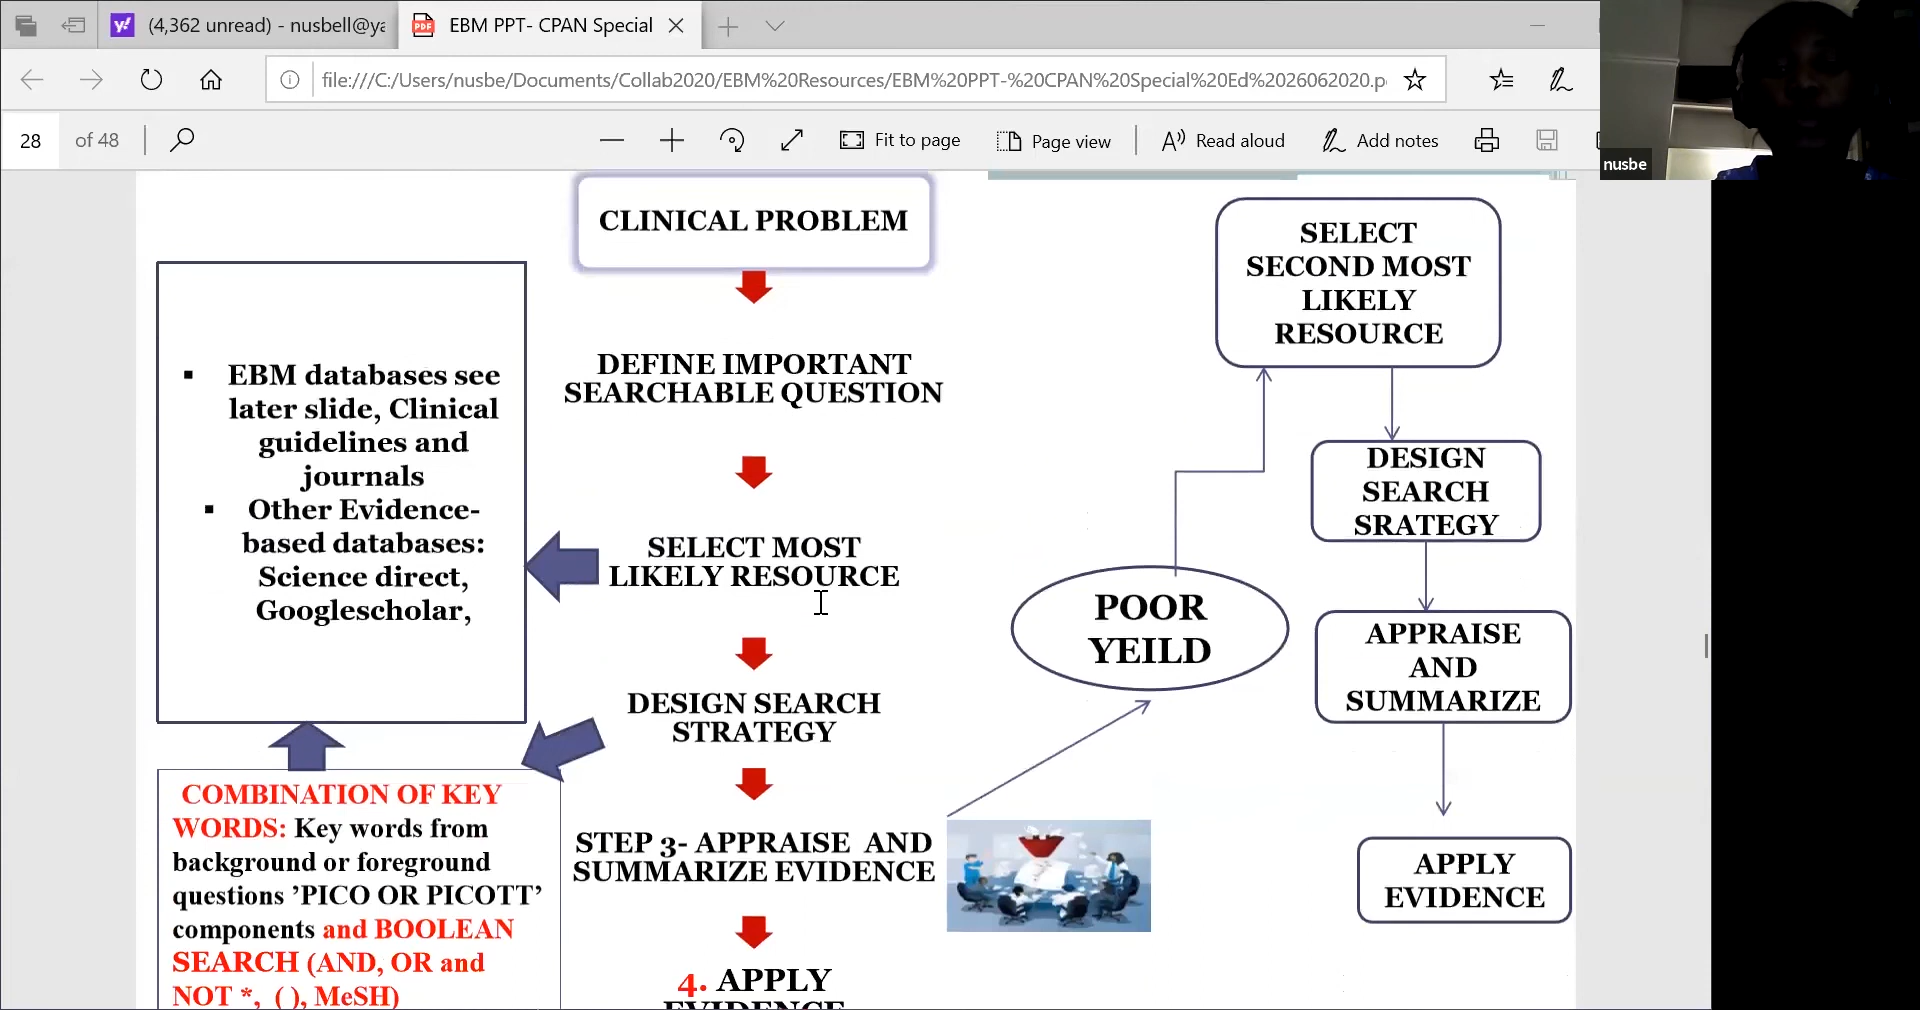 (4,362 unread) - nusbell@ya
EBM PPT- CPAN Special
file:///C:/Users/nusbe/Documents/Collab2020/EBM%20Resources/EBM%20PPT-%20CPAN%20Special%20Ed%2026062020.p
nusbe
28 of 48
Fit to page
Page view
Read aloud
Add notes
CLINICAL PROBLEM
DEFINE IMPORTANT
SEARCHABLE QUESTION
SELECT MOST
LIKELY RESOURCE
DESIGN SEARCH
STRATEGY
STEP 3- APPRAISE AND
SUMMARIZE EVIDENCE
4. APPLY
EVIDENCE
▪ EBM databases see
later slide, Clinical
guidelines and
journals
▪ Other Evidence-
based databases:
Science direct,
Googlescholar,
COMBINATION OF KEY
WORDS: Key words from
background or foreground
questions ’PICO OR PICOTT’
components and BOOLEAN
SEARCH (AND, OR and
NOT *, ( ), MeSH)
POOR
YEILD
SELECT
SECOND MOST
LIKELY
RESOURCE
DESIGN
SEARCH
SRATEGY
APPRAISE
AND
SUMMARIZE
APPLY
EVIDENCE